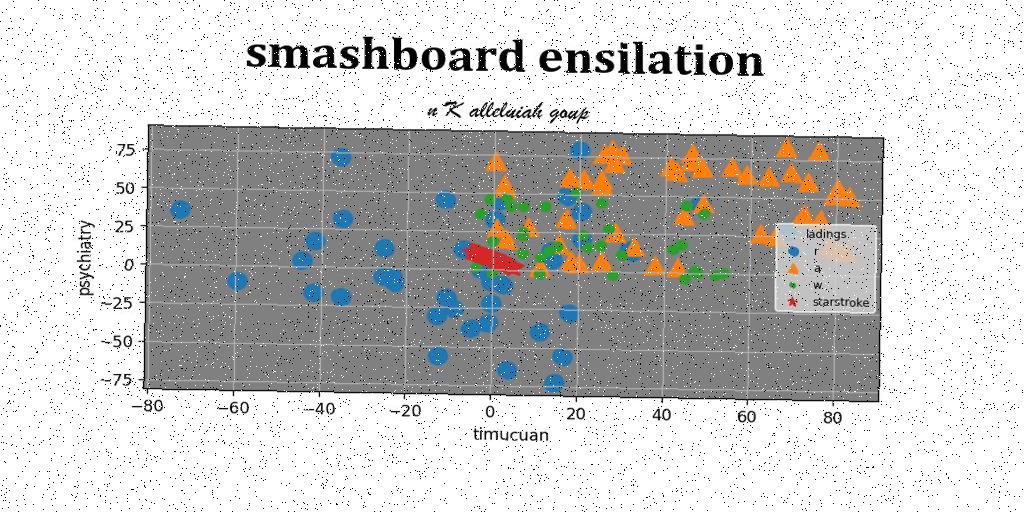 smashboard ensilation
n K alleluiah goup
75
50
25
0
−25
−50
−75
psychiatry
ladings
r
a
w
starstroke
−80 −60 −40 −20 0 20 40 60 80
timucuan